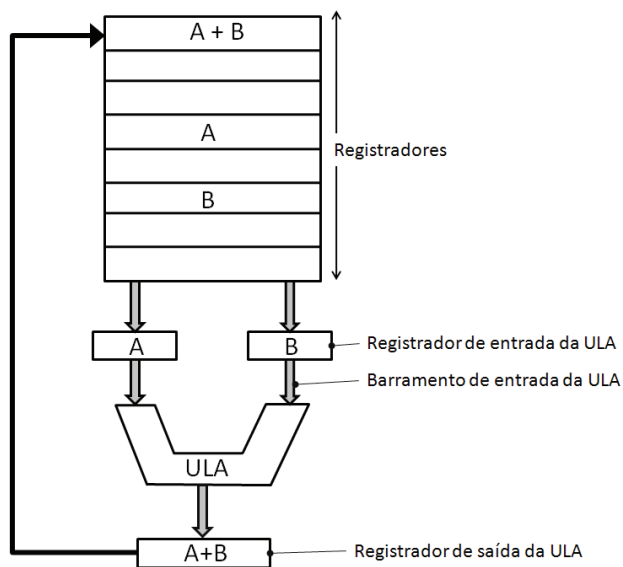 A + B
A
Registradores
B
A
B
Registrador de entrada da ULA
Barramento de entrada da ULA
ULA
A+B
Registrador de saída da ULA